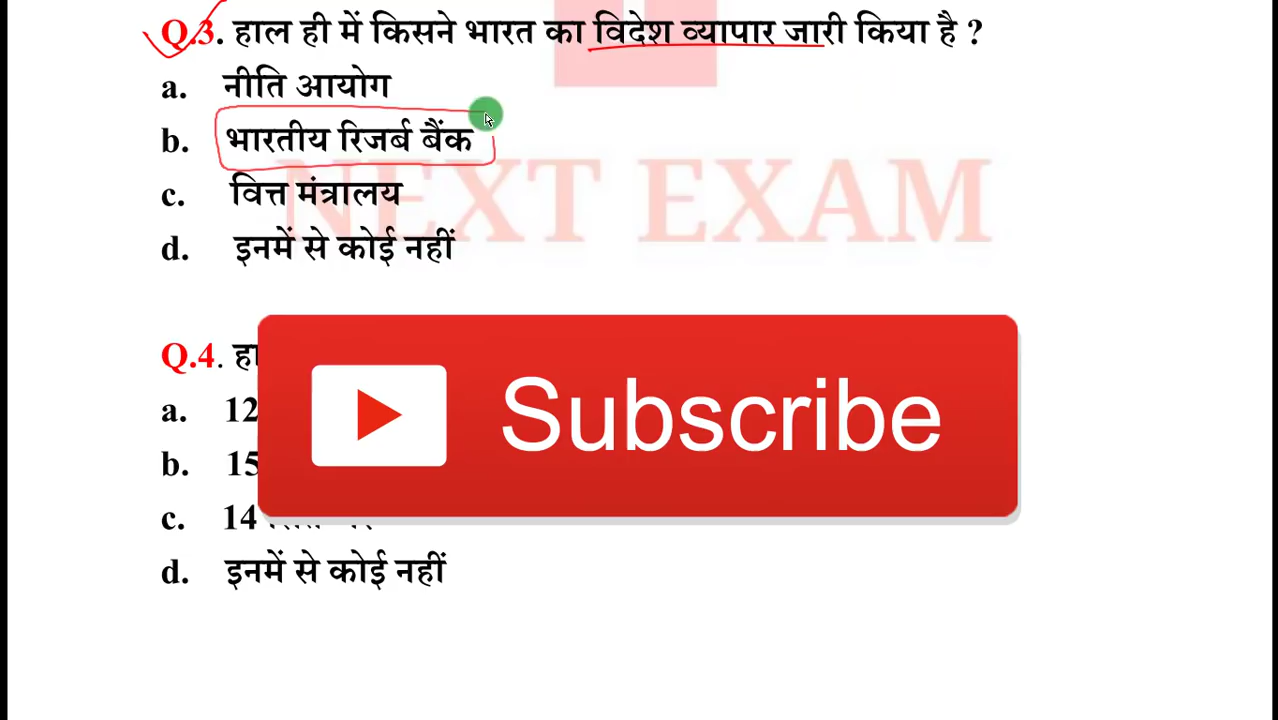 Q.3. हाल ही में किसने भारत का विदेश व्यापार जारी किया है ?
a. नीति आयोग
b. भारतीय रिजर्ब बैंक
c. वित्त मंत्रालय
d. इनमें से कोई नहीं
NEXT EXAM
Q.4.
a. 12
b. 15
Subscribe
c. 14
d. इनमें से कोई नहीं